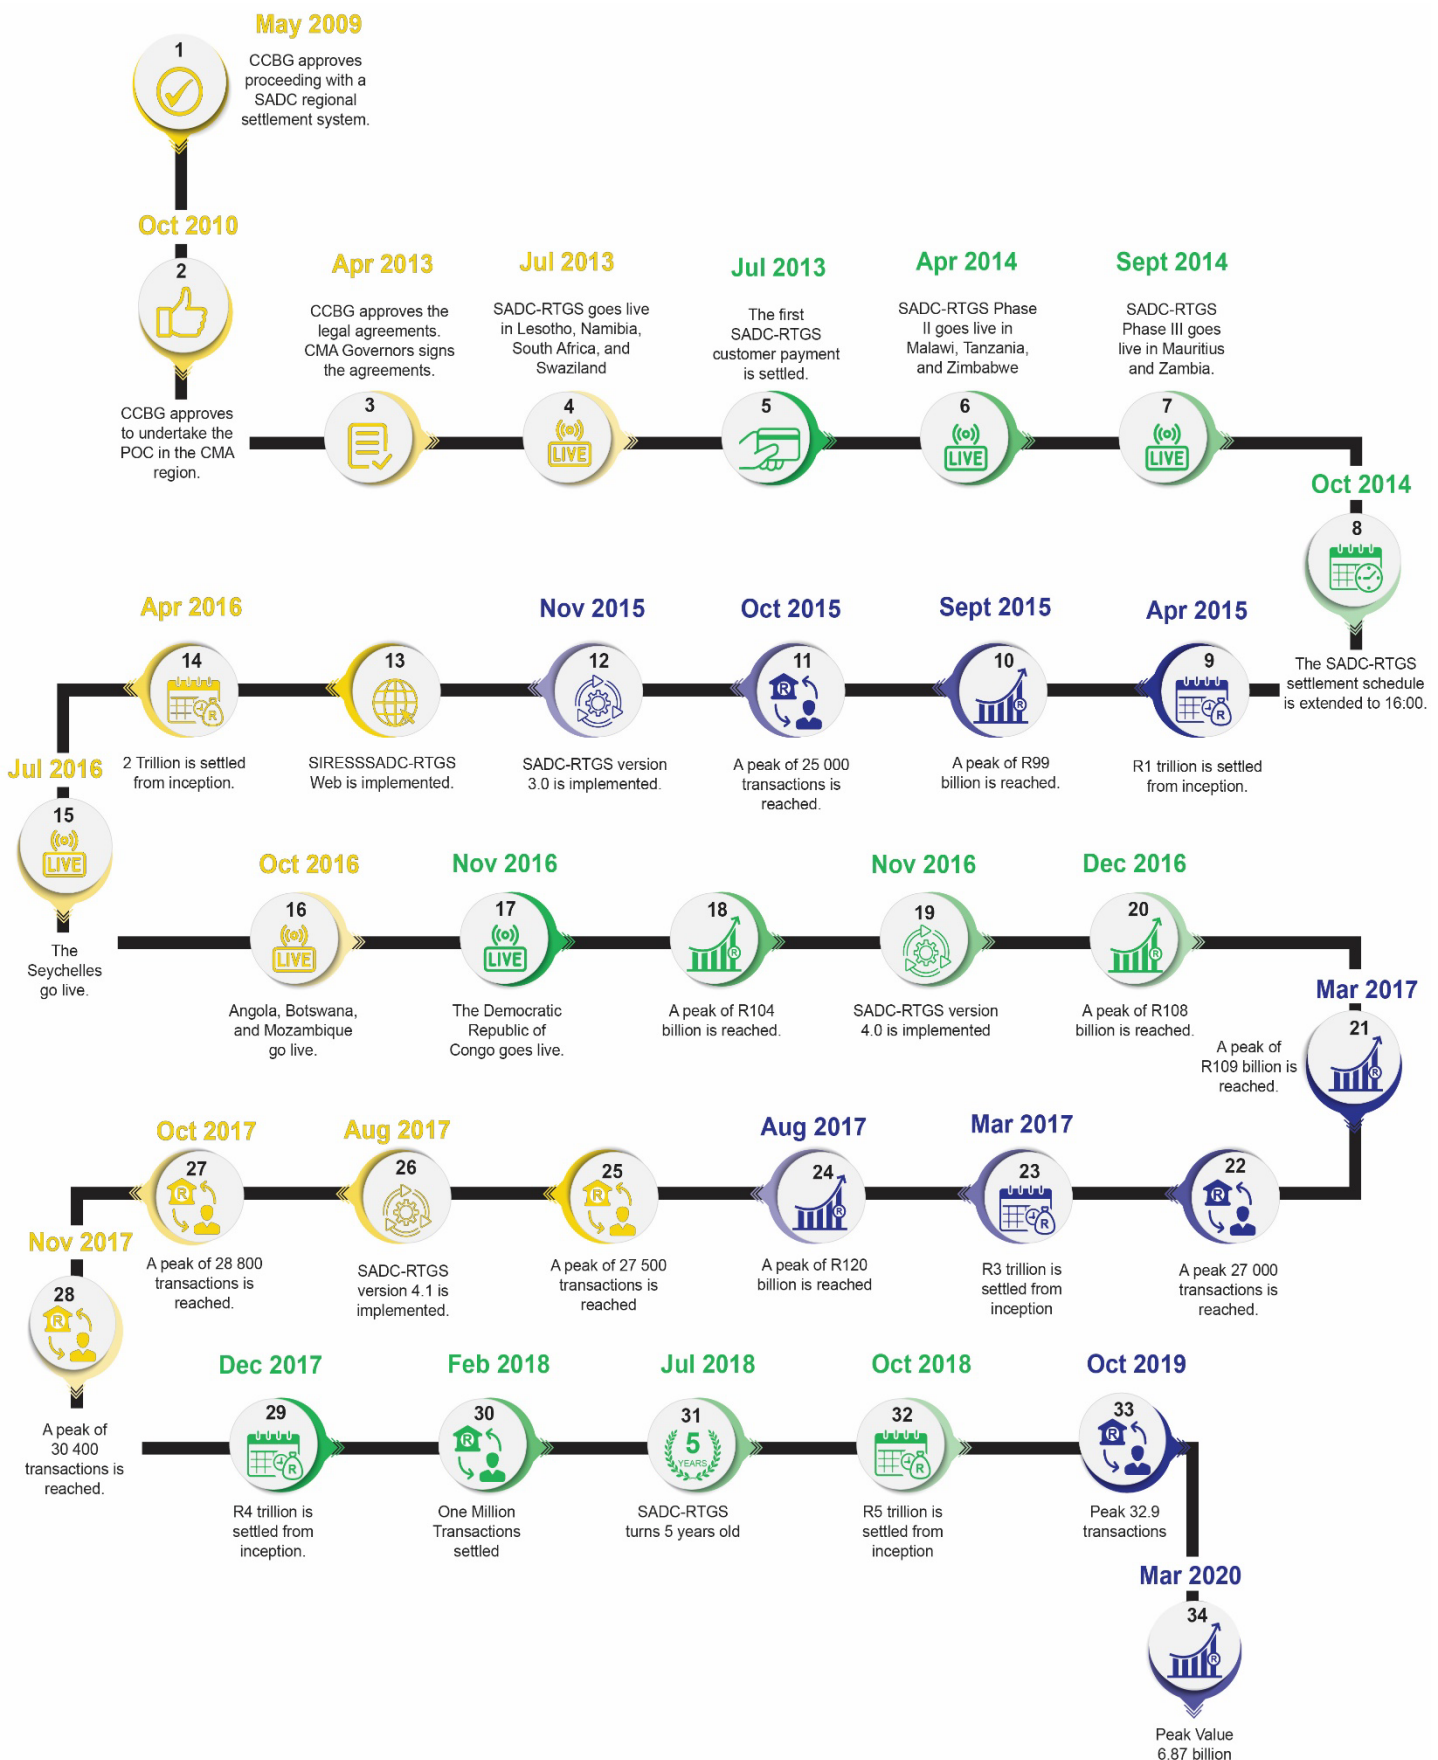 May 2009
1
CCBG approves
proceeding with a
SADC regional
settlement system.
Oct 2010
2
CCBG approves
to undertake the
POC in the CMA
region.
Apr 2013
CCBG approves the
legal agreements.
CMA Governors signs
the agreements.
3
Jul 2013
SADC-RTGS goes live
in Lesotho, Namibia,
South Africa, and
Swaziland
4
LIVE
Jul 2013
The first
SADC-RTGS
customer payment
is settled.
5
Apr 2014
SADC-RTGS Phase
II goes live in
Malawi, Tanzania,
and Zimbabwe
6
LIVE
Sept 2014
SADC-RTGS
Phase III goes
live in Mauritius
and Zambia.
7
LIVE
Oct 2014
8
The SADC-RTGS
settlement schedule
is extended to 16:00.
Apr 2015
9
R
R1 trillion is settled
from inception.
Sept 2015
10
R
A peak of R99
billion is reached.
Oct 2015
11
R
A peak of 25 000
transactions is
reached.
Nov 2015
12
SADC-RTGS version
3.0 is implemented.
13
SIRESSSADC-RTGS
Web is implemented.
Apr 2016
14
R
2 Trillion is settled
from inception.
Jul 2016
15
LIVE
The
Seychelles
go live.
Oct 2016
16
LIVE
Angola, Botswana,
and Mozambique
go live.
Nov 2016
17
LIVE
The Democratic
Republic of
Congo goes live.
18
R
A peak of R104
billion is reached.
Nov 2016
19
SADC-RTGS version
4.0 is implemented
Dec 2016
20
R
A peak of R108
billion is reached.
Mar 2017
21
R
A peak of
R109 billion is
reached.
22
R
A peak 27 000
transactions is
reached.
Mar 2017
23
R
R3 trillion is
settled from
inception
Aug 2017
24
R
A peak of R120
billion is reached
25
R
A peak of 27 500
transactions is
reached
Aug 2017
26
SADC-RTGS
version 4.1 is
implemented.
Oct 2017
27
R
A peak of 28 800
transactions is
reached.
Nov 2017
28
R
A peak of
30 400
transactions is
reached.
Dec 2017
29
R
R4 trillion is
settled from
inception.
Feb 2018
30
R
One Million
Transactions
settled
Jul 2018
31
5
YEARS
SADC-RTGS
turns 5 years old
Oct 2018
32
R
R5 trillion is
settled from
inception
Oct 2019
33
R
Peak 32.9
transactions
Mar 2020
34
R
Peak Value
6.87 billion